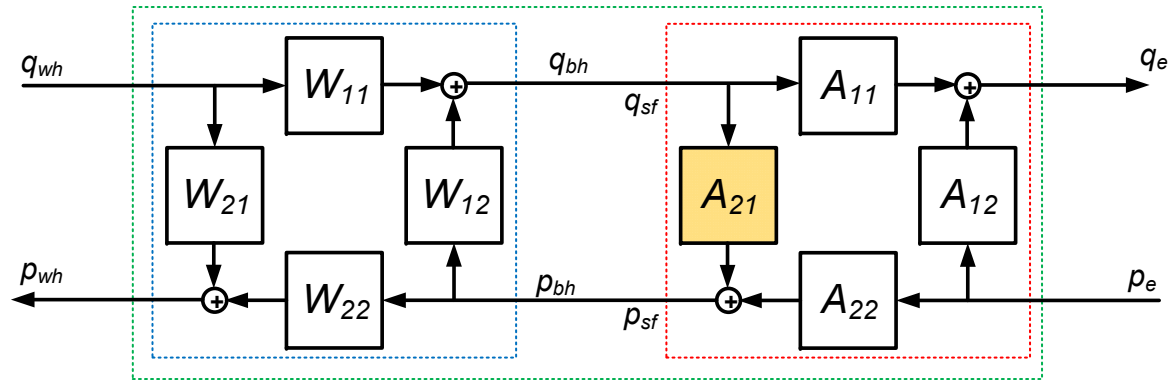 q_wh
W_11
q_bh
q_sf
A_11
q_e
W_21
W_12
A_21
A_12
p_wh
W_22
p_bh
p_sf
A_22
p_e
+
+
+
+